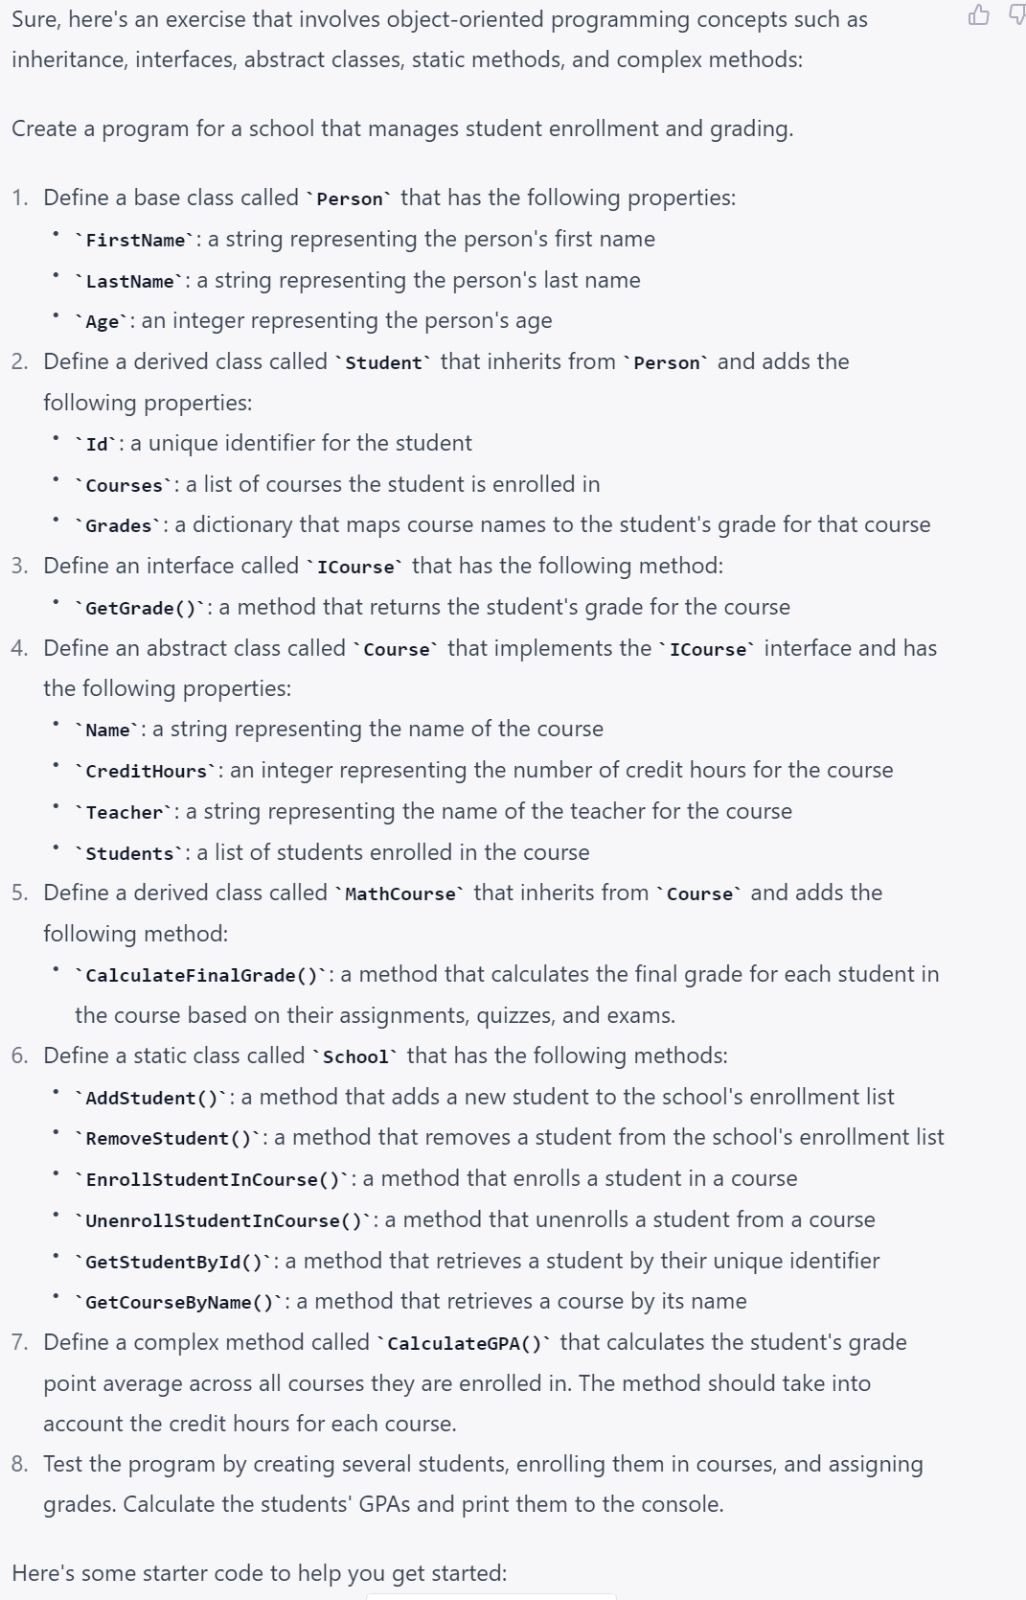 Sure, here's an exercise that involves object-oriented programming concepts such as
inheritance, interfaces, abstract classes, static methods, and complex methods:
Create a program for a school that manages student enrollment and grading.
1. Define a base class called `Person` that has the following properties:
• `FirstName`: a string representing the person's first name
• `LastName`: a string representing the person's last name
• `Age`: an integer representing the person's age
2. Define a derived class called `Student` that inherits from `Person` and adds the
following properties:
• `Id`: a unique identifier for the student
• `Courses`: a list of courses the student is enrolled in
• `Grades`: a dictionary that maps course names to the student's grade for that course
3. Define an interface called `ICourse` that has the following method:
• `GetGrade()`: a method that returns the student's grade for the course
4. Define an abstract class called `Course` that implements the `ICourse` interface and has
the following properties:
• `Name`: a string representing the name of the course
• `CreditHours`: an integer representing the number of credit hours for the course
• `Teacher`: a string representing the name of the teacher for the course
• `Students`: a list of students enrolled in the course
5. Define a derived class called `MathCourse` that inherits from `Course` and adds the
following method:
• `CalculateFinalGrade()`: a method that calculates the final grade for each student in
the course based on their assignments, quizzes, and exams.
6. Define a static class called `School` that has the following methods:
• `AddStudent()`: a method that adds a new student to the school's enrollment list
• `RemoveStudent()`: a method that removes a student from the school's enrollment list
• `EnrollStudentInCourse()`: a method that enrolls a student in a course
• `UnenrollStudentInCourse()`: a method that unenrolls a student from a course
• `GetStudentById()`: a method that retrieves a student by their unique identifier
• `GetCourseByName()`: a method that retrieves a course by its name
7. Define a complex method called `CalculateGPA()` that calculates the student's grade
point average across all courses they are enrolled in. The method should take into
account the credit hours for each course.
8. Test the program by creating several students, enrolling them in courses, and assigning
grades. Calculate the students' GPAs and print them to the console.
Here's some starter code to help you get started: